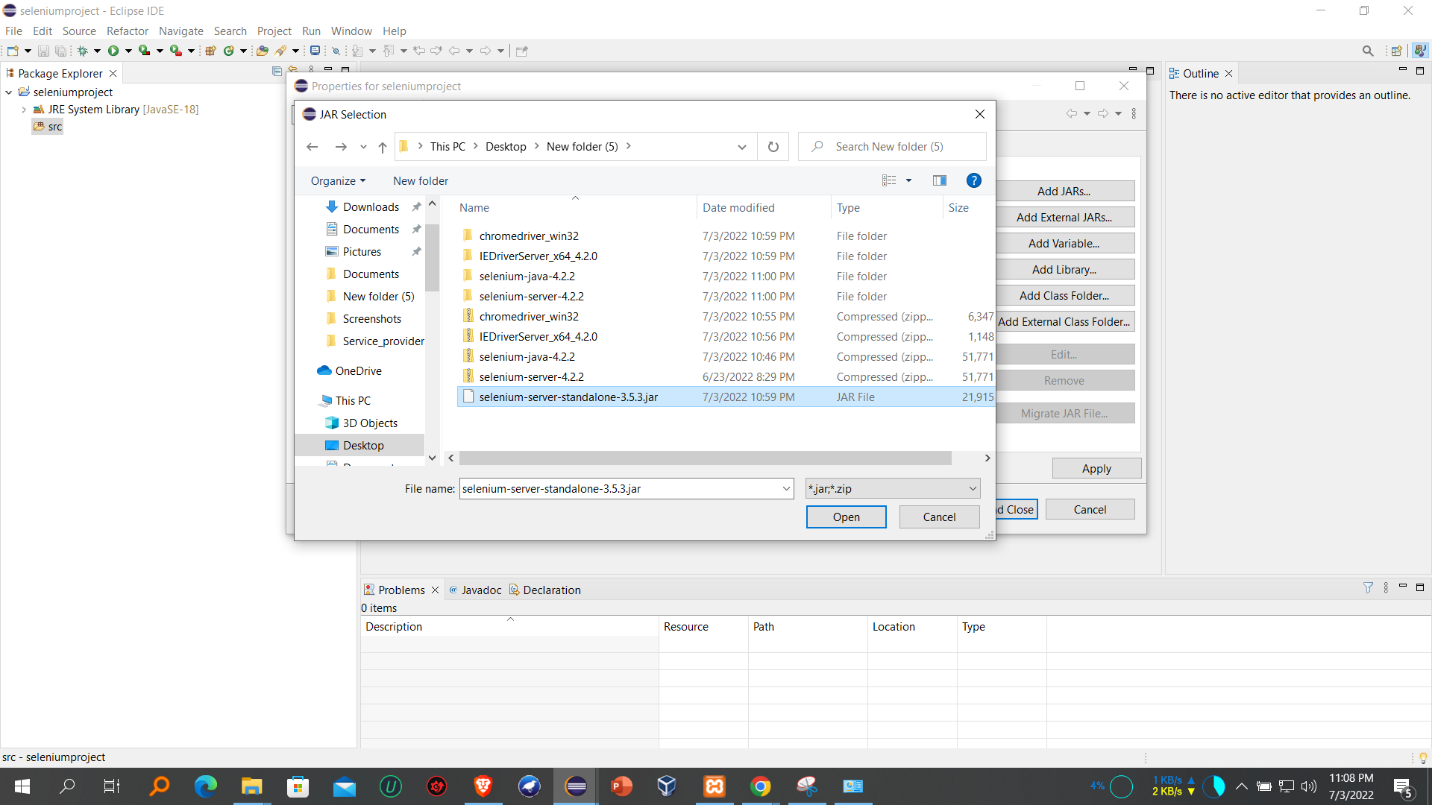 seleniumproject - Eclipse IDE
File Edit Source Refactor Navigate Search Project Run Window Help
Package Explorer
seleniumproject
JRE System Library [JavaSE-18]
src
Properties for seleniumproject
JAR Selection
This PC > Desktop > New folder (5) >
Search New folder (5)
Organize
New folder
Downloads
Documents
Pictures
Documents
New folder (5)
Screenshots
Service_provider
OneDrive
This PC
3D Objects
Desktop
Name Date modified Type Size
chromedriver_win32 7/3/2022 10:59 PM File folder
IEDriverServer_x64_4.2.0 7/3/2022 10:59 PM File folder
selenium-java-4.2.2 7/3/2022 11:00 PM File folder
selenium-server-4.2.2 7/3/2022 11:00 PM File folder
chromedriver_win32 7/3/2022 10:55 PM Compressed (zipp... 6,347
IEDriverServer_x64_4.2.0 7/3/2022 10:56 PM Compressed (zipp... 1,148
selenium-java-4.2.2 7/3/2022 10:46 PM Compressed (zipp... 51,771
selenium-server-4.2.2 6/23/2022 8:29 PM Compressed (zipp... 51,771
selenium-server-standalone-3.5.3.jar 7/3/2022 10:59 PM JAR File 21,915
File name: selenium-server-standalone-3.5.3.jar
*.jar;*.zip
Open Cancel
Add JARs...
Add External JARs...
Add Variable...
Add Library...
Add Class Folder...
Add External Class Folder...
Edit...
Remove
Migrate JAR File...
Apply
d Close Cancel
Outline
There is no active editor that provides an outline.
Problems Javadoc Declaration
0 items
Description Resource Path Location Type
src - seleniumproject
4%
1 KB/s
2 KB/s
11:08 PM
7/3/2022
5